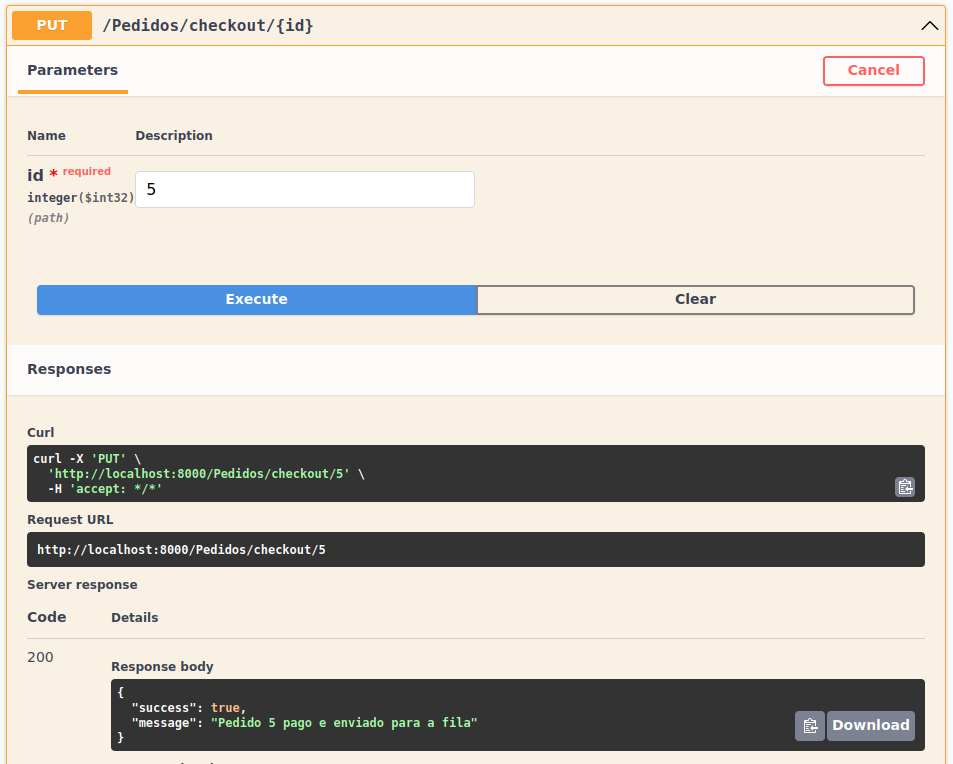 PUT /Pedidos/checkout/{id}
Parameters Cancel
Name Description
id * required
5
integer($int32)
(path)
Execute Clear
Responses
Curl
curl -X 'PUT' \
'http://localhost:8000/Pedidos/checkout/5' \
-H 'accept: */*'
Request URL
http://localhost:8000/Pedidos/checkout/5
Server response
Code Details
200
Response body
{
"success": true,
"message": "Pedido 5 pago e enviado para a fila"
}
Download